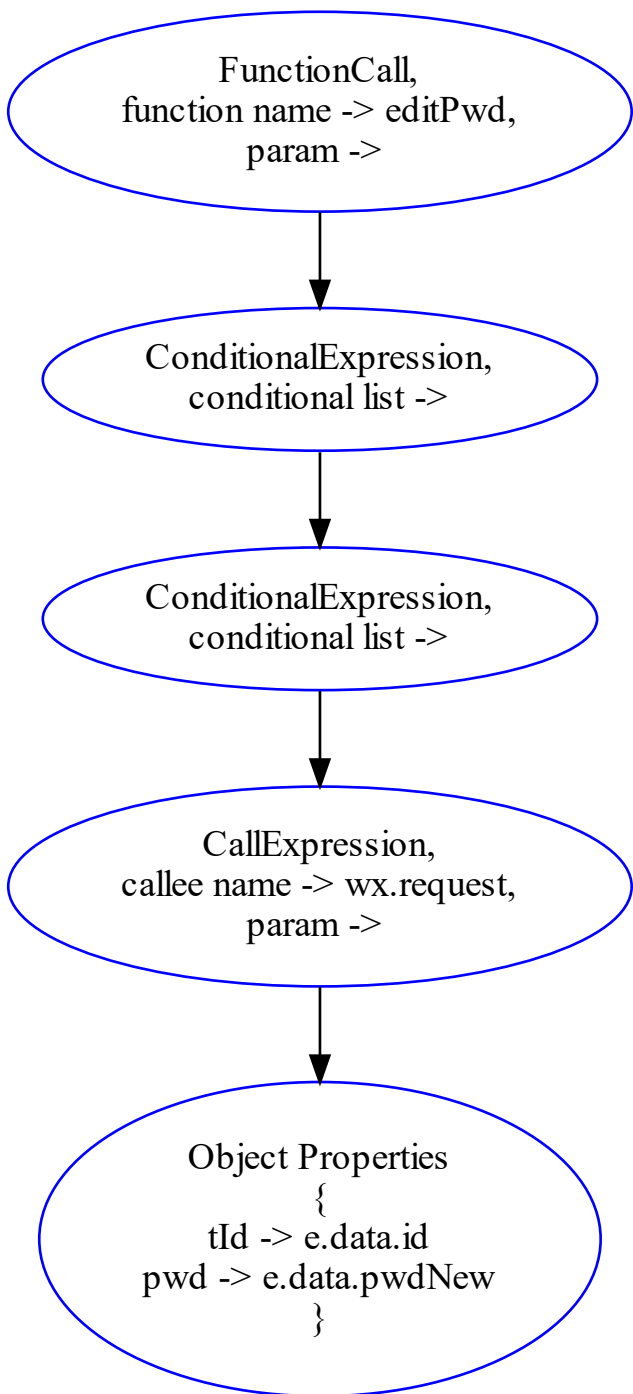 FunctionCall,
function name -> editPwd,
param ->
ConditionalExpression,
conditional list ->
ConditionalExpression,
conditional list ->
CallExpression,
callee name -> wx.request,
param ->
Object Properties
{
tId -> e.data.id
pwd -> e.data.pwdNew
}